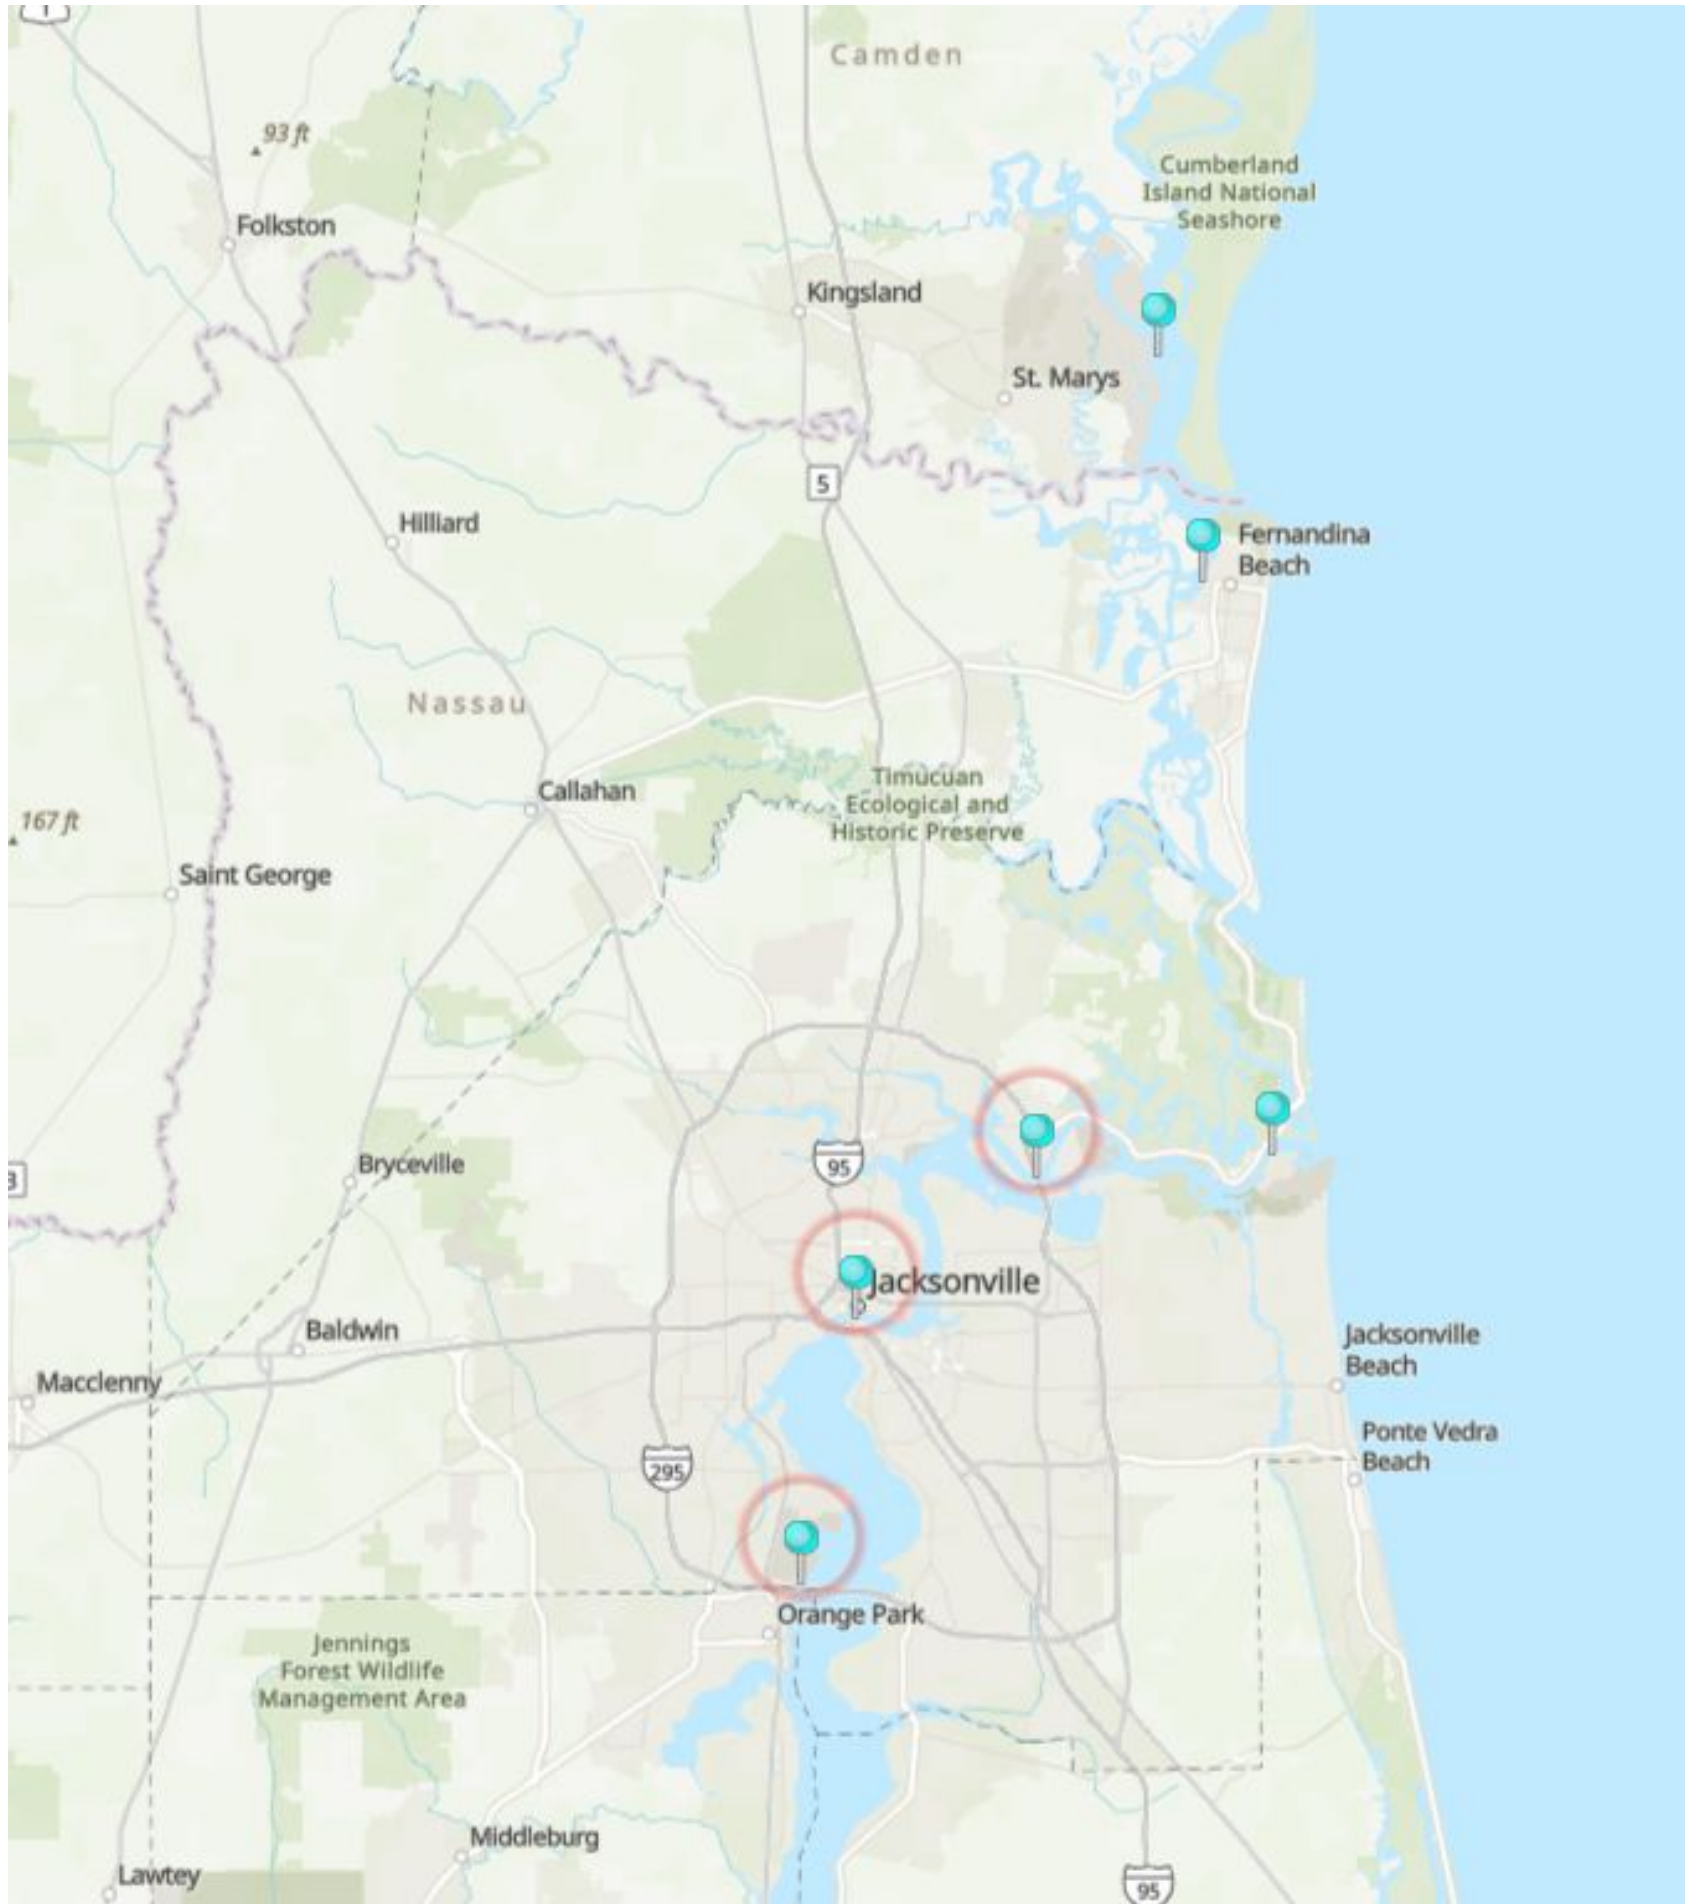 1
Camden
93 ft
Cumberland
Island National
Seashore
Folkston
Kingsland
St. Marys
5
Hilliard
Fernandina
Beach
Nassau
Timucuan
Ecological and
Historic Preserve
Callahan
167 ft
Saint George
Bryceville
95
3
Jacksonville
Baldwin
Jacksonville
Beach
Macclenny
Ponte Vedra
Beach
295
Orange Park
Jennings
Forest Wildlife
Management Area
Middleburg
Lawtey
95